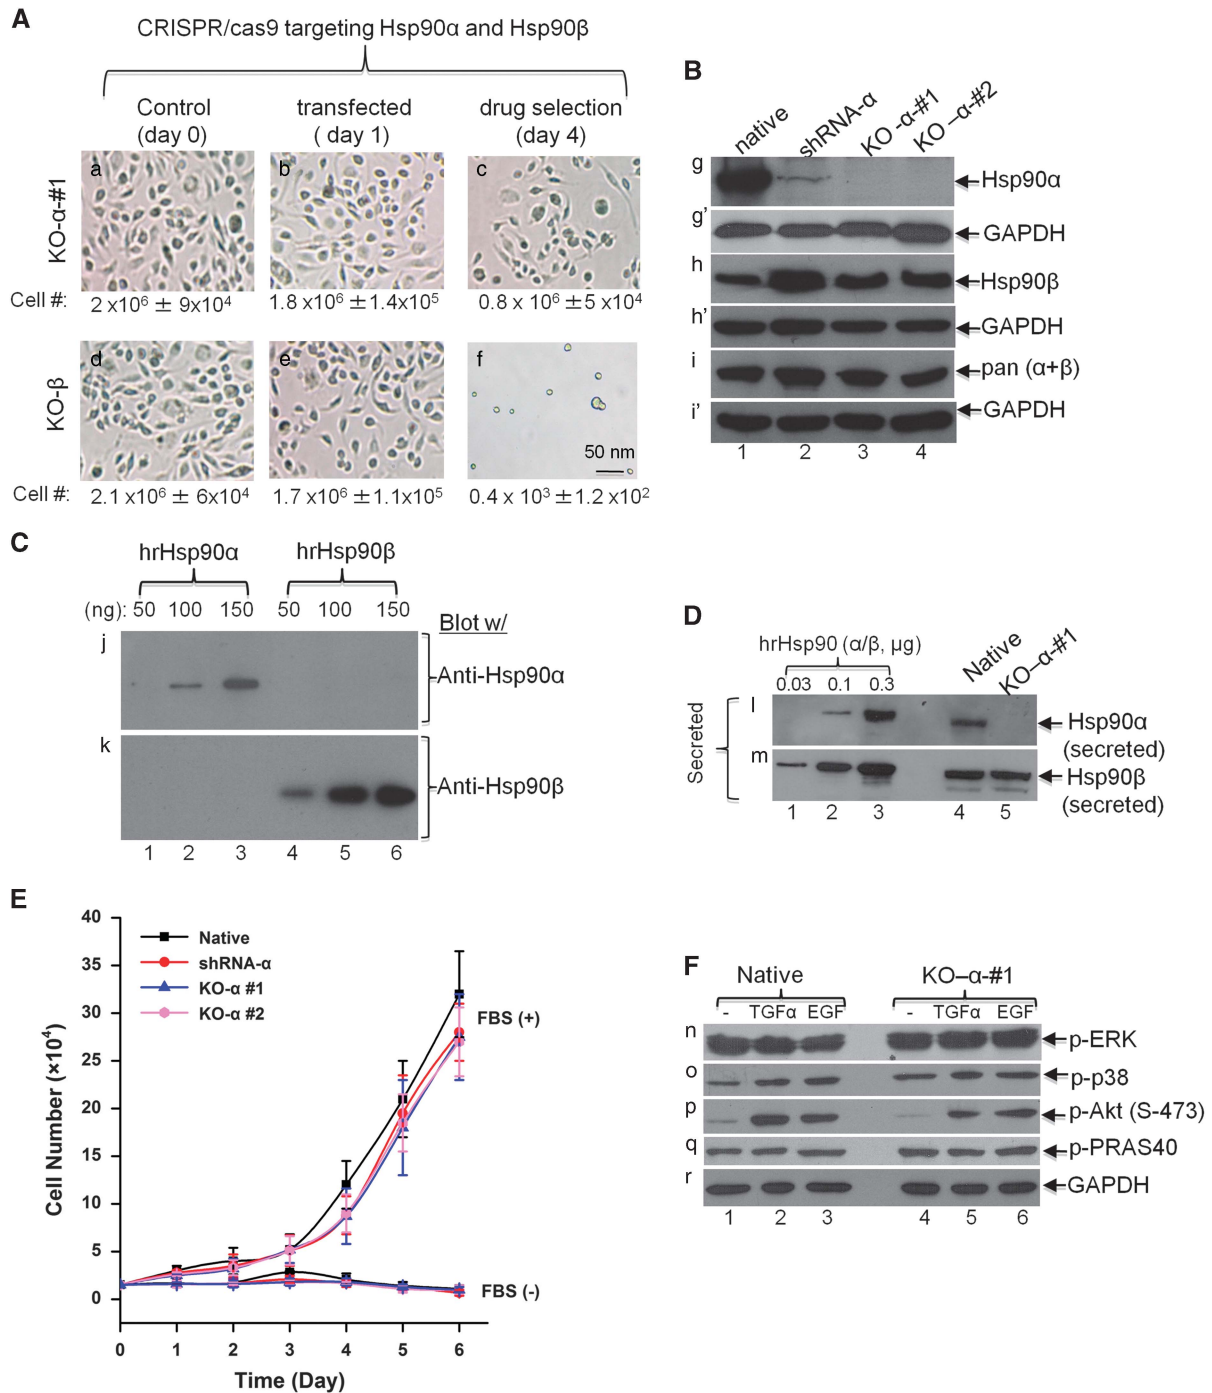 A
CRISPR/cas9 targeting Hsp90α and Hsp90β
Control (day 0)
transfected ( day 1)
drug selection (day 4)
KO-α-#1
a
b
c
Cell #: 2 x10⁶ ± 9x10⁴
1.8 x10⁶ ±1.4x10⁵
0.8 x 10⁶ ±5 x10⁴
KO-β
d
e
f
50 nm
Cell #: 2.1 x10⁶ ± 6x10⁴
1.7 x10⁶ ±1.1x10⁵
0.4 x 10³ ±1.2 x10²
B
native
shRNA-α
KO -α-#1
KO –α-#2
g
Hsp90α
g’
GAPDH
h
Hsp90β
h’
GAPDH
i
pan (α+β)
i’
GAPDH
1 2 3 4
C
hrHsp90α
hrHsp90β
(ng): 50 100 150 50 100 150
Blot w/
j
Anti-Hsp90α
k
Anti-Hsp90β
1 2 3 4 5 6
D
hrHsp90 (α/β, µg)
0.03 0.1 0.3
Native
KO–α-#1
Secreted
l
Hsp90α
(secreted)
m
Hsp90β
(secreted)
1 2 3 4 5
E
Cell Number (×10⁴)
40
35
30
25
20
15
10
5
0
Native
shRNA-α
KO-α #1
KO-α #2
FBS (+)
FBS (-)
0 1 2 3 4 5 6
Time (Day)
F
Native
KO–α-#1
- TGFα EGF - TGFα EGF
n
p-ERK
o
p-p38
p
p-Akt (S-473)
q
p-PRAS40
r
GAPDH
1 2 3 4 5 6